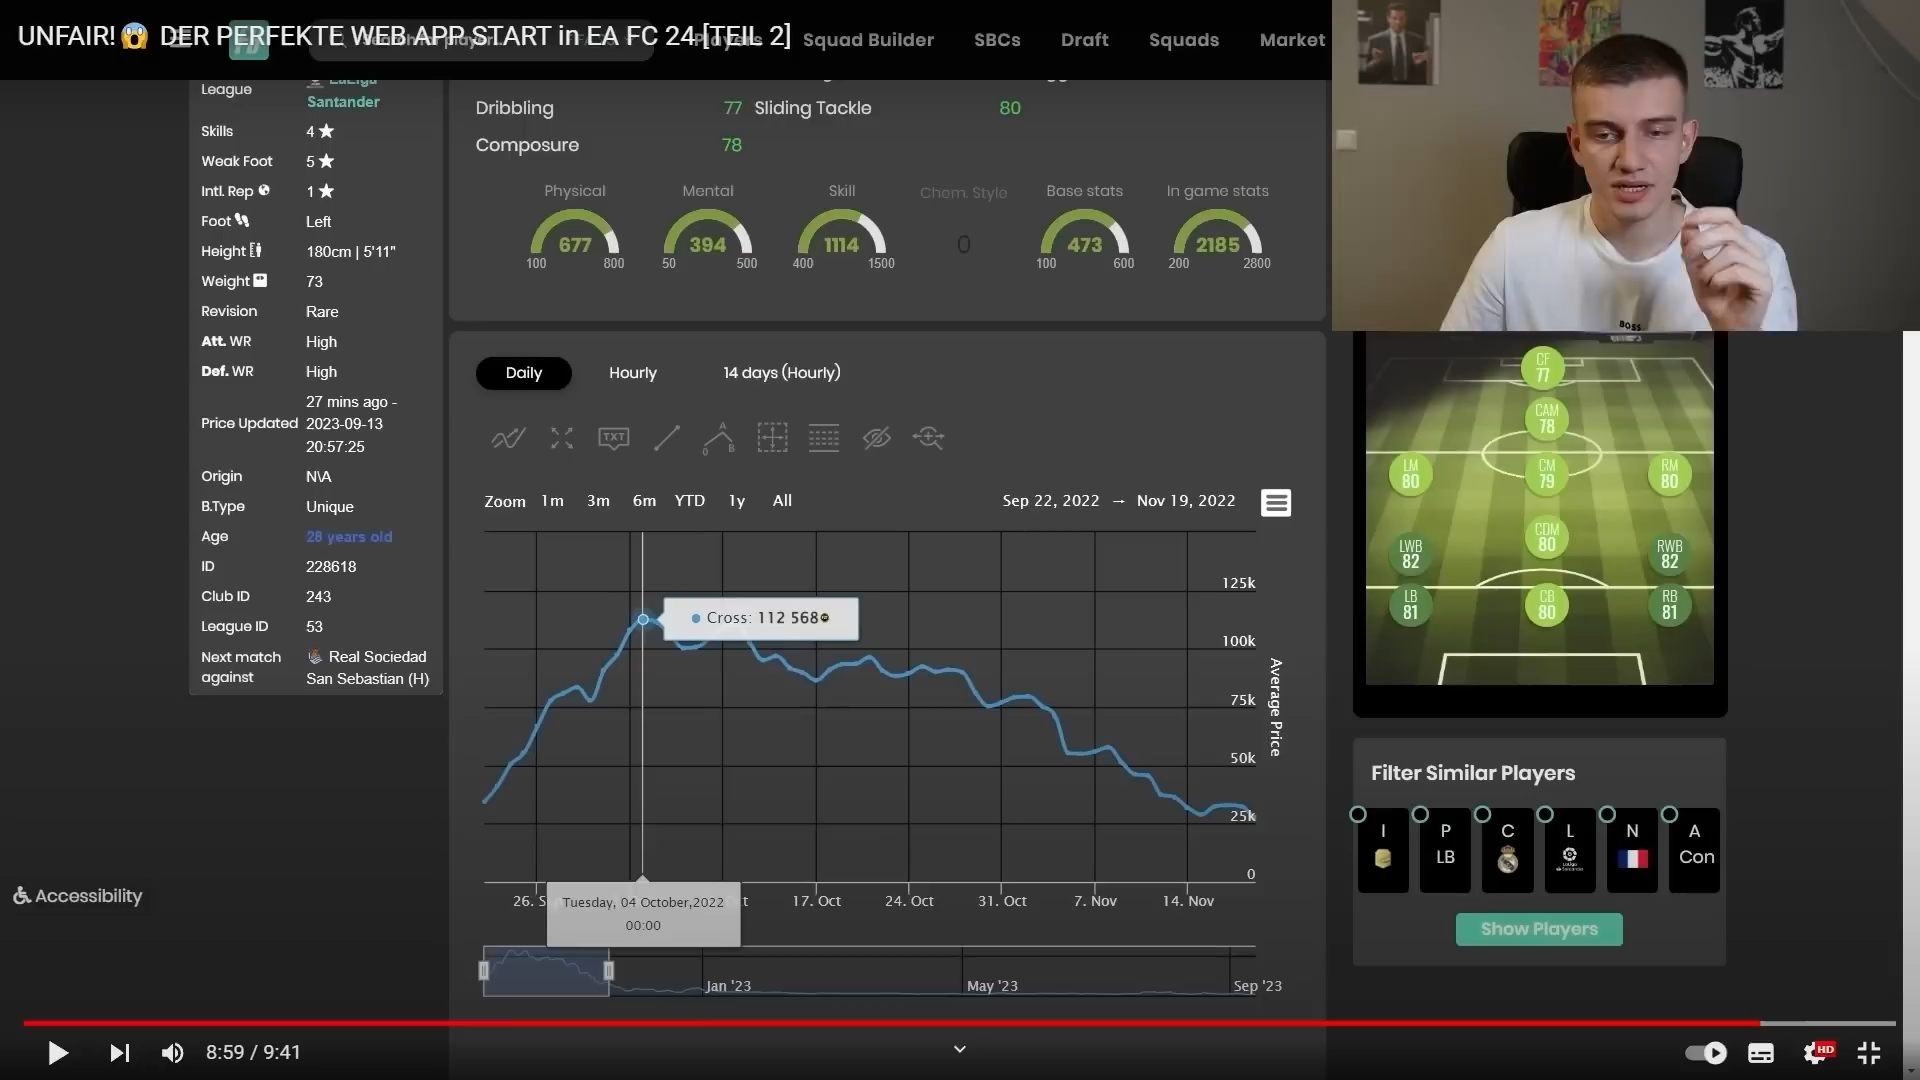 UNFAIR!😱 DER PERFEKTE WEB APP START in EA FC 24 [TEIL 2]
Players Squad Builder SBCs Draft Squads Market
League LaLiga Santander
Skills 4 ★
Weak Foot 5 ★
Intl. Rep 1 ★
Foot Left
Height 180cm | 5'11"
Weight 73
Revision Rare
Att. WR High
Def. WR High
Price Updated 27 mins ago - 2023-09-13 20:57:25
Origin N\A
B.Type Unique
Age 28 years old
ID 228618
Club ID 243
League ID 53
Next match against Real Sociedad San Sebastian (H)
Accessibility
Dribbling 77 Sliding Tackle 80
Composure 78
Physical Mental Skill Chem. Style Base stats In game stats
677 394 1114 0 473 2185
100 800 50 500 400 1500 100 600 200 2800
Daily Hourly 14 days (Hourly)
TXT
A
0 B
Zoom 1m 3m 6m YTD 1y All Sep 22, 2022 → Nov 19, 2022
125k
Cross: 112 568
100k
75k
50k
25k
0
Average Price
26. S
17. Oct 24. Oct 31. Oct 7. Nov 14. Nov
Tuesday, 04 October,2022
00:00
Jan '23 May '23 Sep '23
BOSS
CF
77
CAM
78
LM
80
CM
79
RM
80
CDM
80
LWB
82
RWB
82
LB
81
CB
80
RB
81
Filter Similar Players
I P C L N A
LB Con
Show Players
8:59 / 9:41
HD